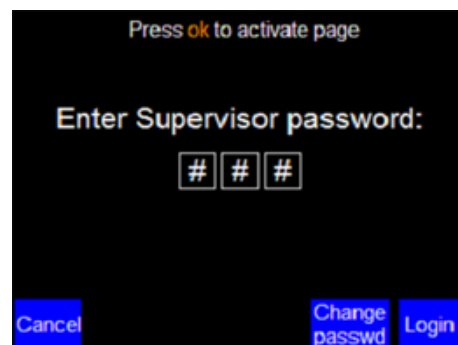 Press ok to activate page
Enter Supervisor password:
# # #
Cancel
Change
passwd
Login